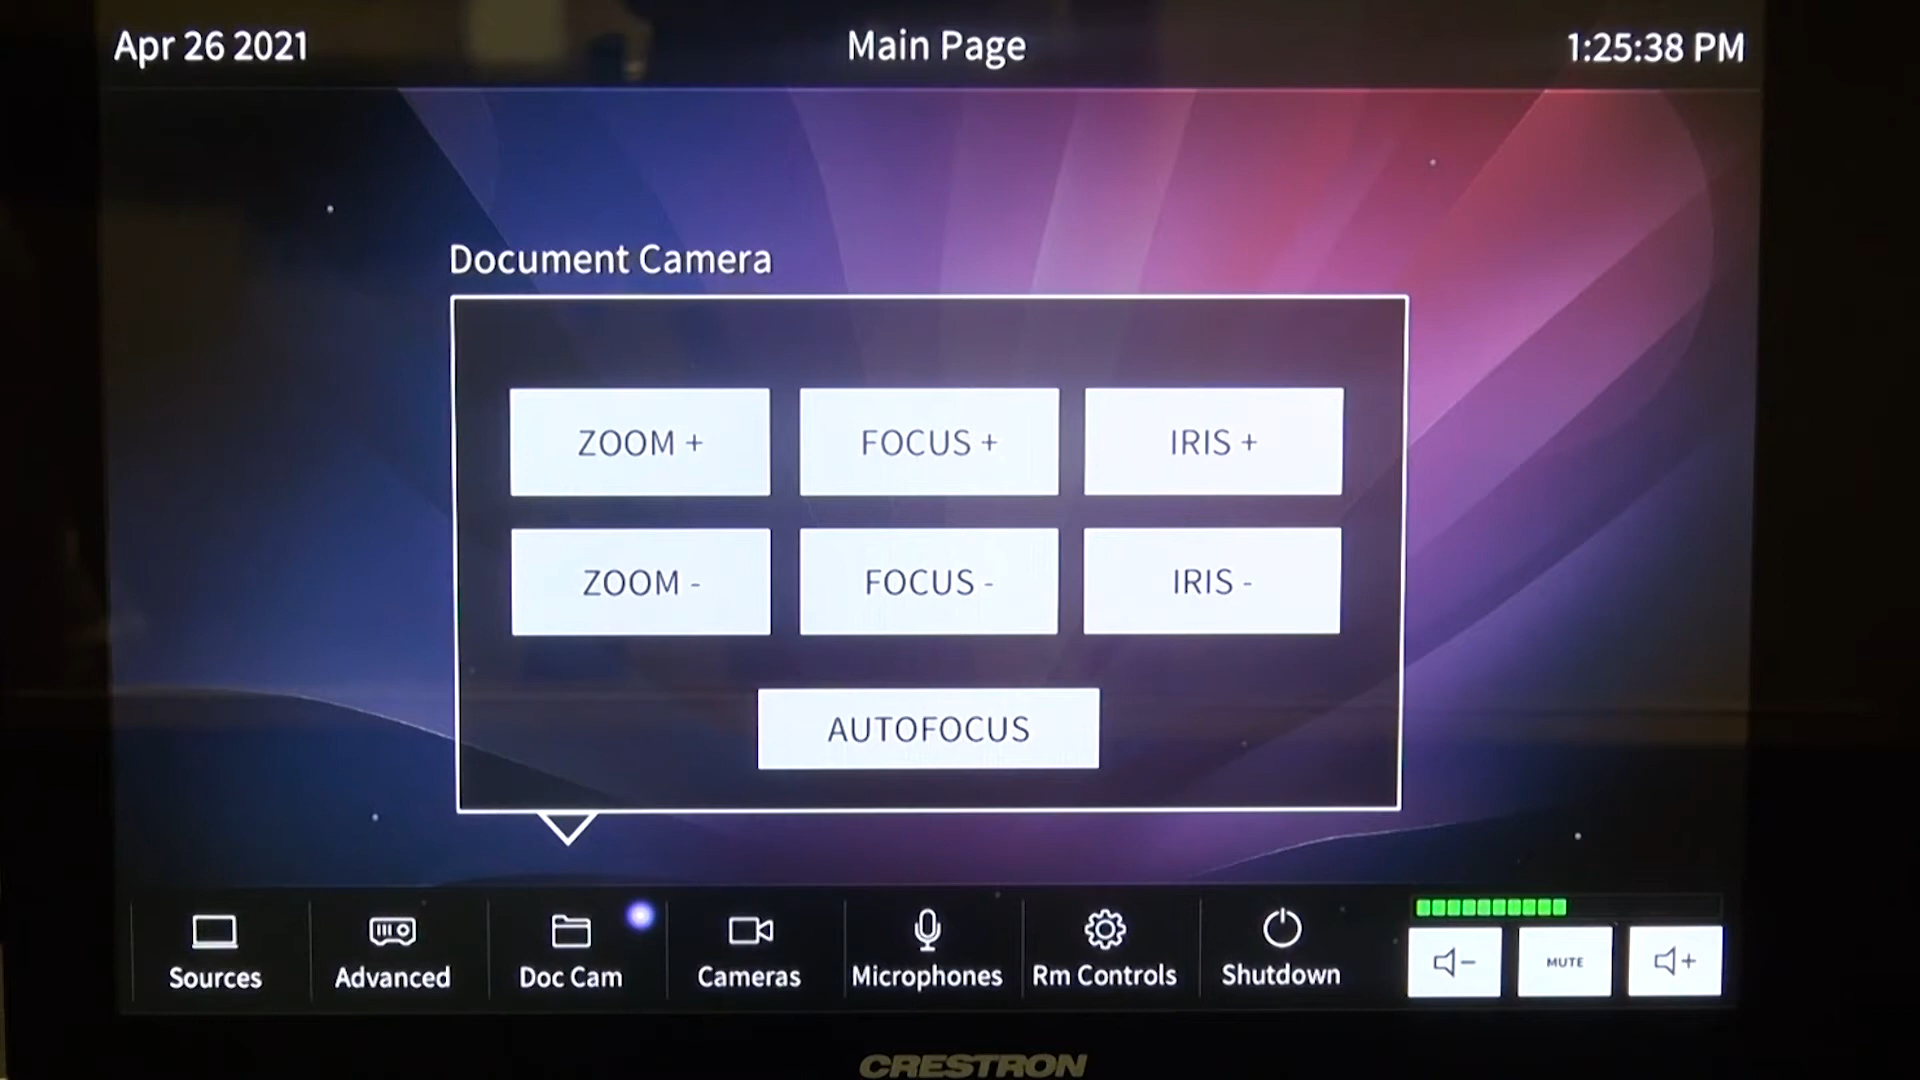 Apr 26 2021
Main Page
1:25:38 PM
Document Camera
ZOOM +
FOCUS +
IRIS +
ZOOM -
FOCUS -
IRIS -
AUTOFOCUS
Sources
Advanced
Doc Cam
Cameras
Microphones
Rm Controls
Shutdown
MUTE
CRESTRON